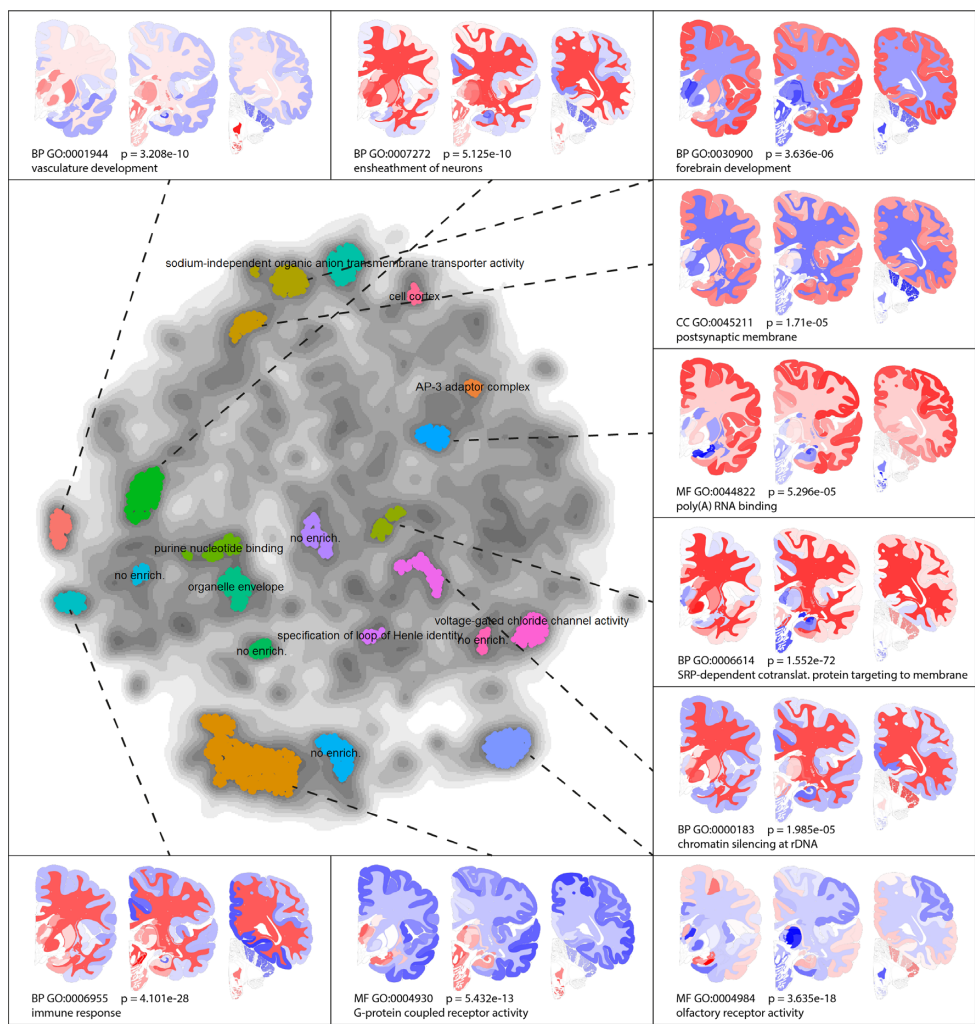 BP GO:0001944 p = 3.208e-10
vasculature development
BP GO:0007272 p = 5.125e-10
ensheathment of neurons
BP GO:0030900 p = 3.636e-06
forebrain development
sodium-independent organic anion transmembrane transporter activity
cell cortex
CC GO:0045211 p = 1.71e-05
postsynaptic membrane
AP-3 adaptor complex
MF GO:0044822 p = 5.296e-05
poly(A) RNA binding
no enrich.
purine nucleotide binding
no enrich.
organelle envelope
voltage-gated chloride channel activity
specification of loop of Henle identity
no enrich.
no enrich.
BP GO:0006614 p = 1.552e-72
SRP-dependent cotranslat. protein targeting to membrane
no enrich.
BP GO:0000183 p = 1.985e-05
chromatin silencing at rDNA
BP GO:0006955 p = 4.101e-28
immune response
MF GO:0004930 p = 5.432e-13
G-protein coupled receptor activity
MF GO:0004984 p = 3.635e-18
olfactory receptor activity